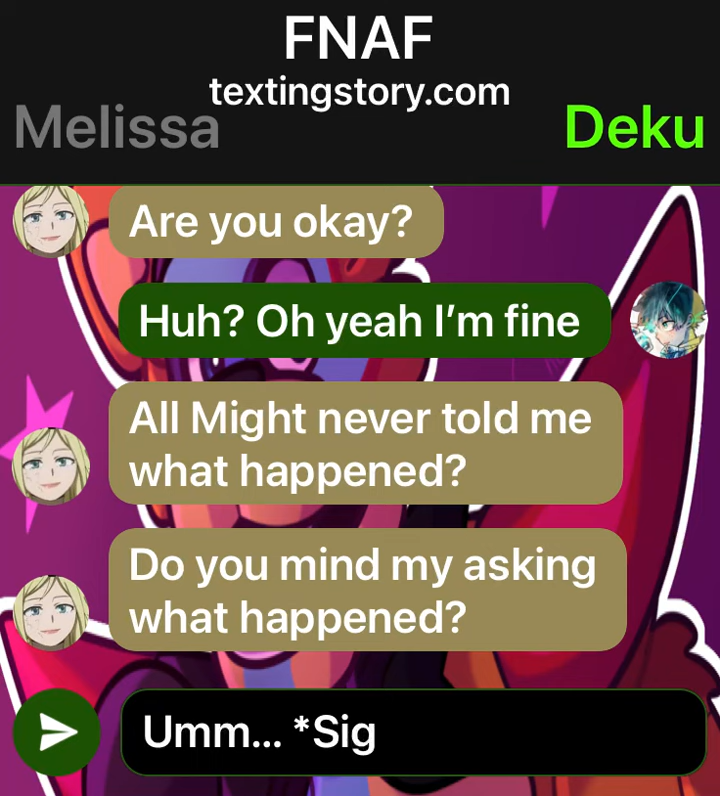 FNAF
textingstory.com
Melissa
Deku
Are you okay?
Huh? Oh yeah I'm fine
All Might never told me
what happened?
Do you mind my asking
what happened?
Umm... *Sig